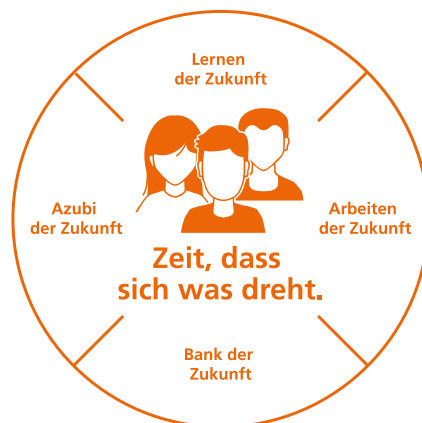 Lernen
der Zukunft
Azubi
der Zukunft
Arbeiten
der Zukunft
Zeit, dass
sich was dreht.
Bank der
Zukunft